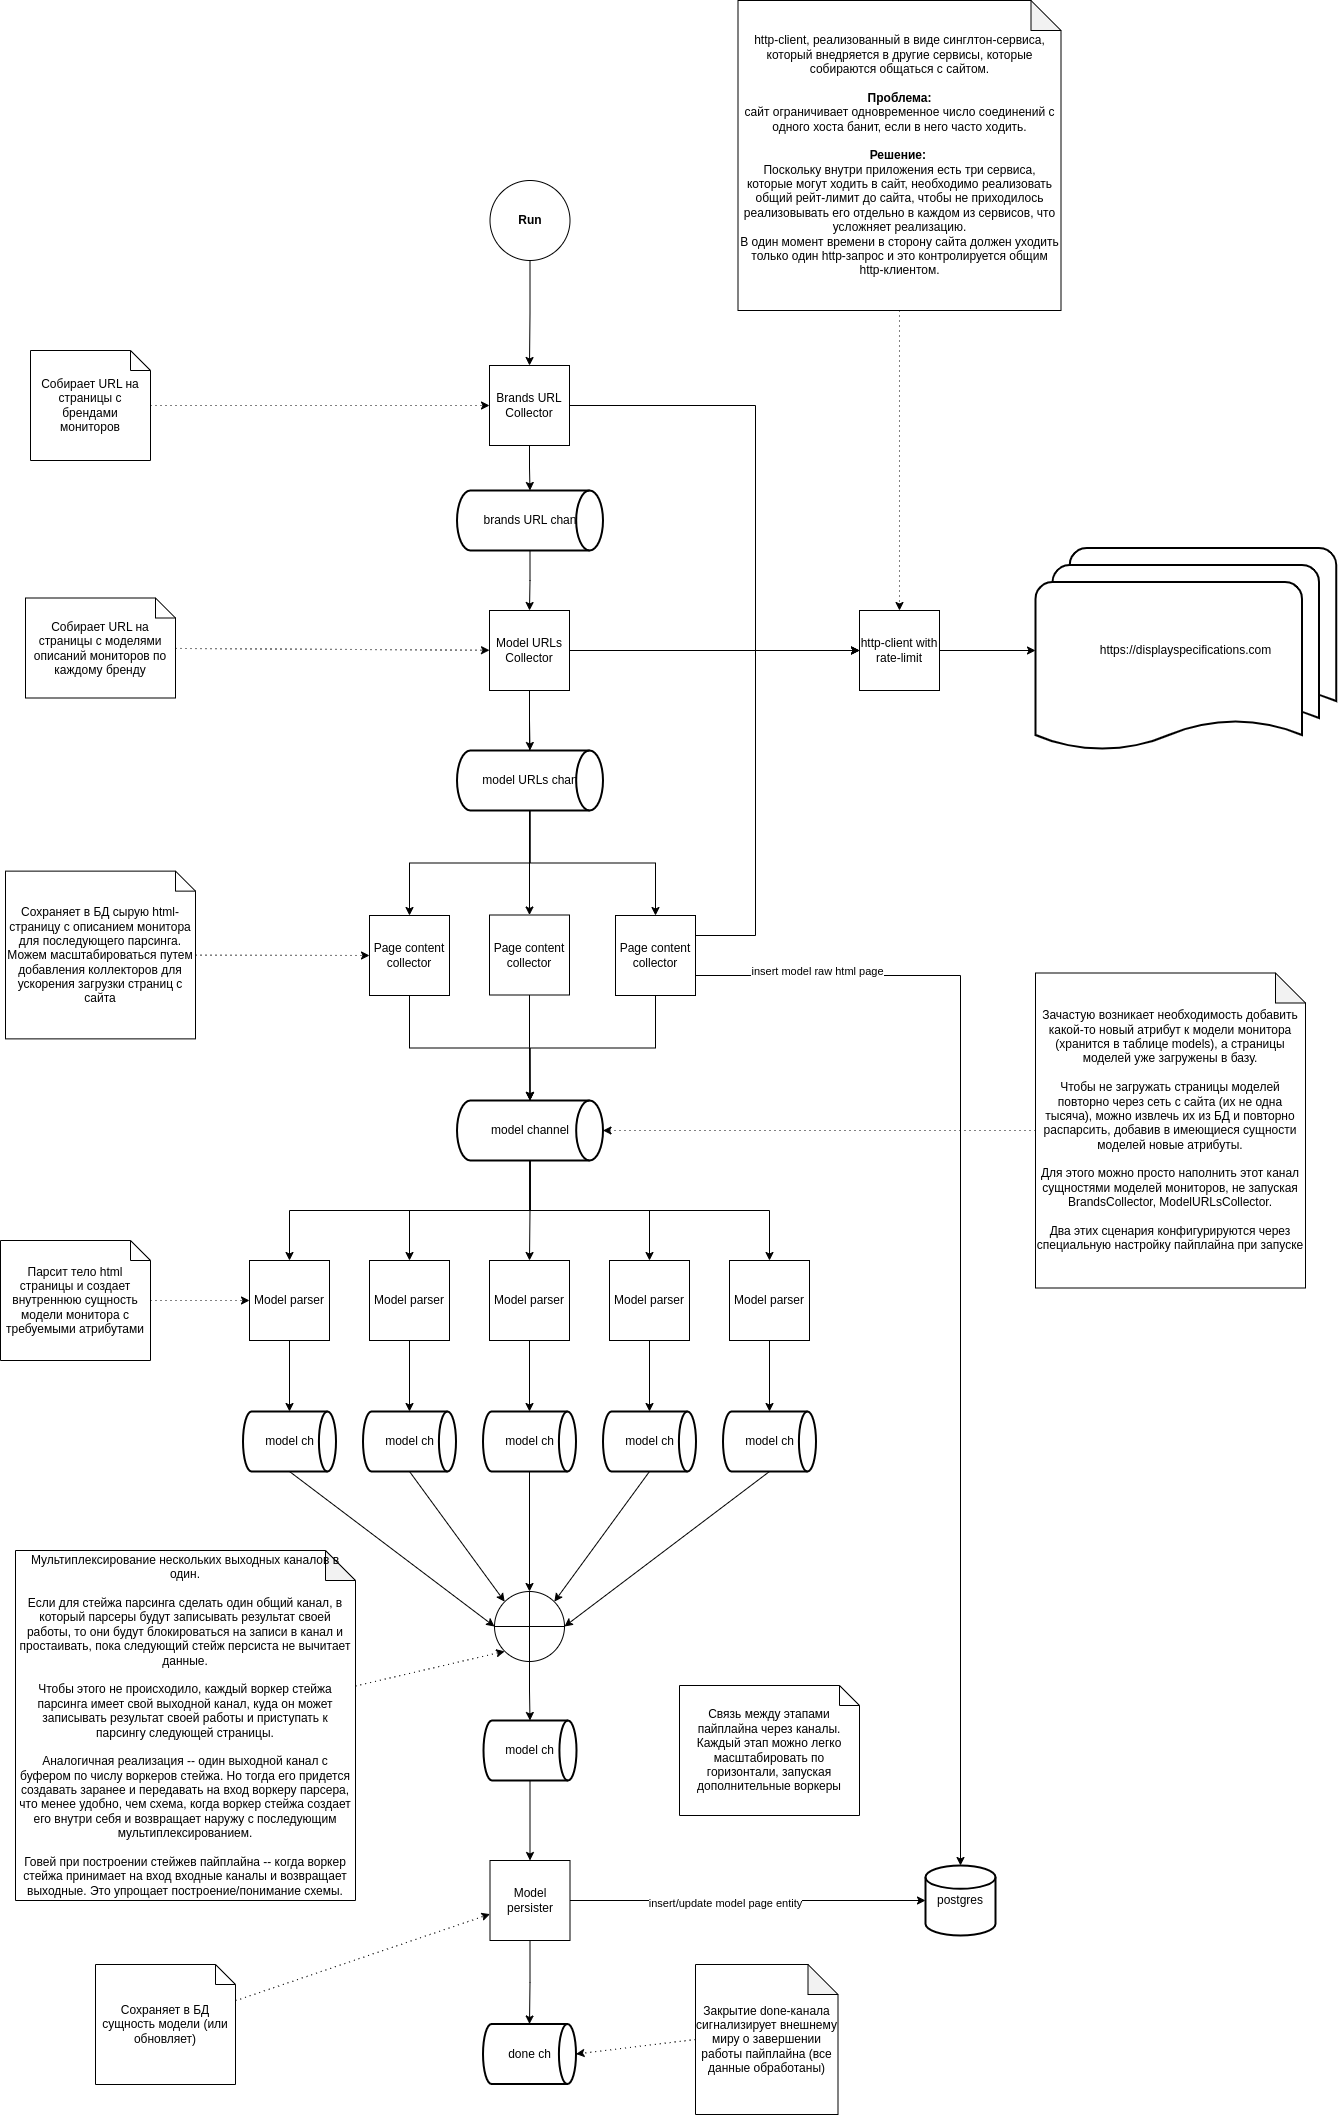 http-client, реализованный в виде синглтон-сервиса,
который внедряется в другие сервисы, которые
собираются общаться с сайтом.
Проблема:
сайт ограничивает одновременное число соединений с
одного хоста банит, если в него часто ходить.
Решение:
Поскольку внутри приложения есть три сервиса,
которые могут ходить в сайт, необходимо реализовать
общий рейт-лимит до сайта, чтобы не приходилось
реализовывать его отдельно в каждом из сервисов, что
усложняет реализацию.
В один момент времени в сторону сайта должен уходить
только один http-запрос и это контролируется общим
http-клиентом.
Run
Собирает URL на
страницы с
брендами
мониторов
Brands URL
Collector
brands URL chan
Собирает URL на
страницы с моделями
описаний мониторов по
каждому бренду
Model URLs
Collector
http-client with
rate-limit
https://displayspecifications.com
model URLs chan
Сохраняет в БД сырую html-
страницу с описанием монитора
для последующего парсинга.
Можем масштабироваться путем
добавления коллекторов для
ускорения загрузки страниц с
сайта
Page content
collector
Page content
collector
Page content
collector
insert model raw html page
Зачастую возникает необходимость добавить
какой-то новый атрибут к модели монитора
(хранится в таблице models), а страницы
моделей уже загружены в базу.
Чтобы не загружать страницы моделей
повторно через сеть с сайта (их не одна
тысяча), можно извлечь их из БД и повторно
распарсить, добавив в имеющиеся сущности
моделей новые атрибуты.
Для этого можно просто наполнить этот канал
сущностями моделей мониторов, не запуская
BrandsCollector, ModelURLsCollector.
Два этих сценария конфигурируются через
специальную настройку пайплайна при запуске
model channel
Парсит тело html
страницы и создает
внутреннюю сущность
модели монитора с
требуемыми атрибутами
Model parser
Model parser
Model parser
Model parser
Model parser
model ch
model ch
model ch
model ch
model ch
Мультиплексирование нескольких выходных каналов в
один.
Если для стейжа парсинга сделать один общий канал, в
который парсеры будут записывать результат своей
работы, то они будут блокироваться на записи в канал и
простаивать, пока следующий стейж персиста не вычитает
данные.
Чтобы этого не происходило, каждый воркер стейжа
парсинга имеет свой выходной канал, куда он может
записывать результат своей работы и приступать к
парсингу следующей страницы.
Аналогичная реализация -- один выходной канал с
буфером по числу воркеров стейжа. Но тогда его придется
создавать заранее и передавать на вход воркеру парсера,
что менее удобно, чем схема, когда воркер стейжа создает
его внутри себя и возвращает наружу с последующим
мультиплексированием.
Говей при построении стейжев пайплайна -- когда воркер
стейжа принимает на вход входные каналы и возвращает
выходные. Это упрощает построение/понимание схемы.
Связь между этапами
пайплайна через каналы.
Каждый этап можно легко
масштабировать по
горизонтали, запуская
дополнительные воркеры
model ch
Model
persister
insert/update model page entity
postgres
Сохраняет в БД
сущность модели (или
обновляет)
done ch
Закрытие done-канала
сигнализирует внешнему
миру о завершении
работы пайплайна (все
данные обработаны)